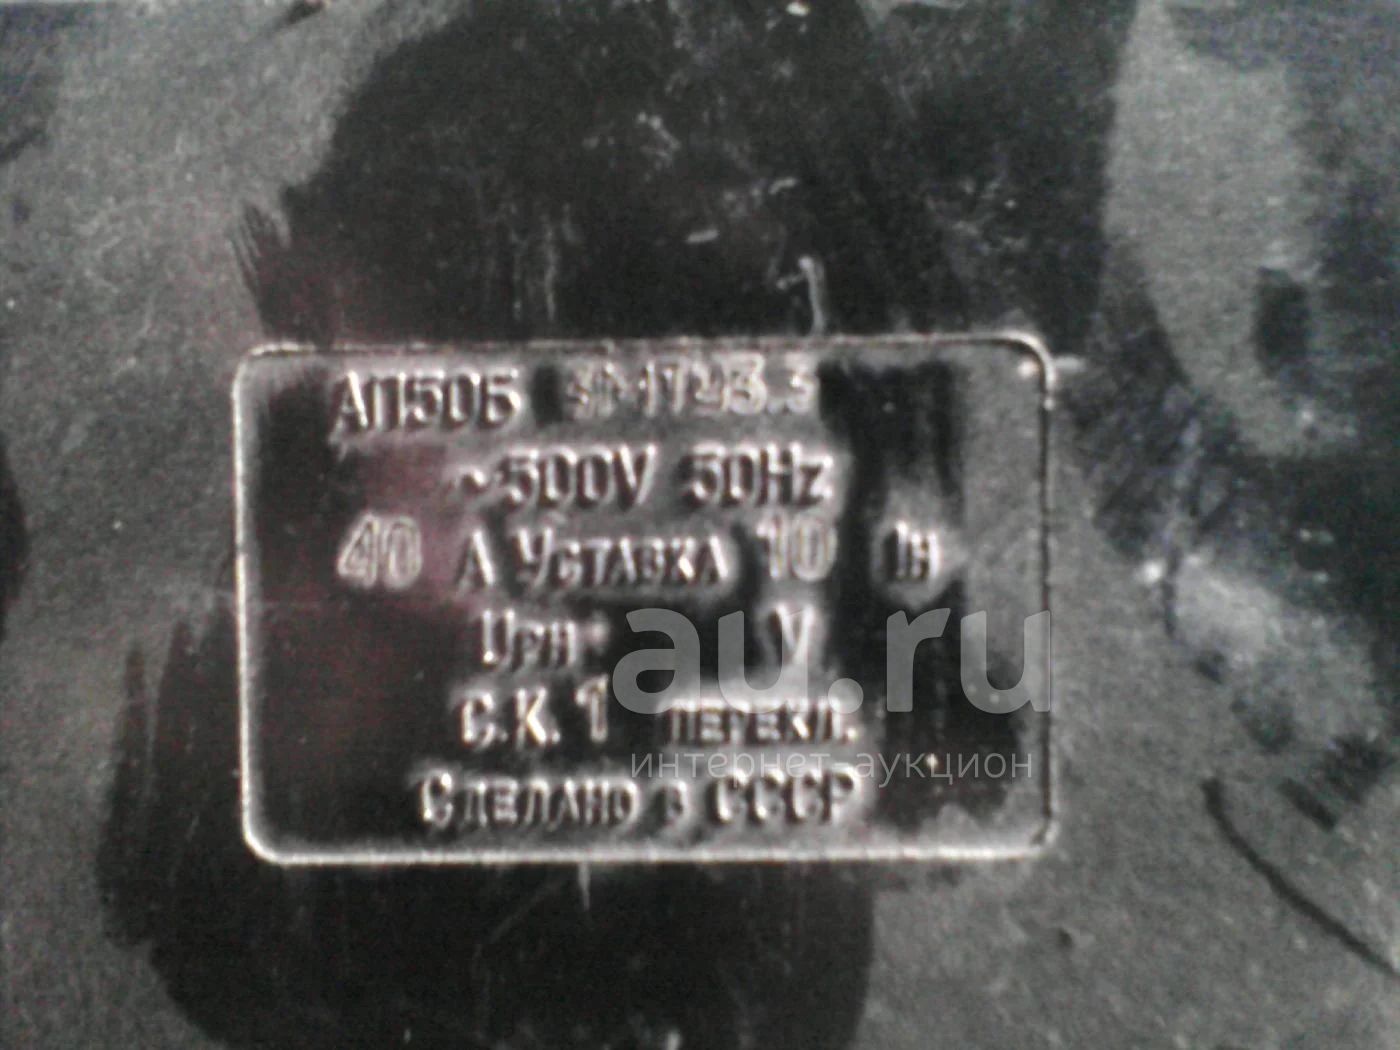 АП50Б
~500V 50Hz
40 А Уставка 10 Iн
Uрн
V
С.К. 1 перекл.
Сделано в СССР
au.ru
интернет аукцион